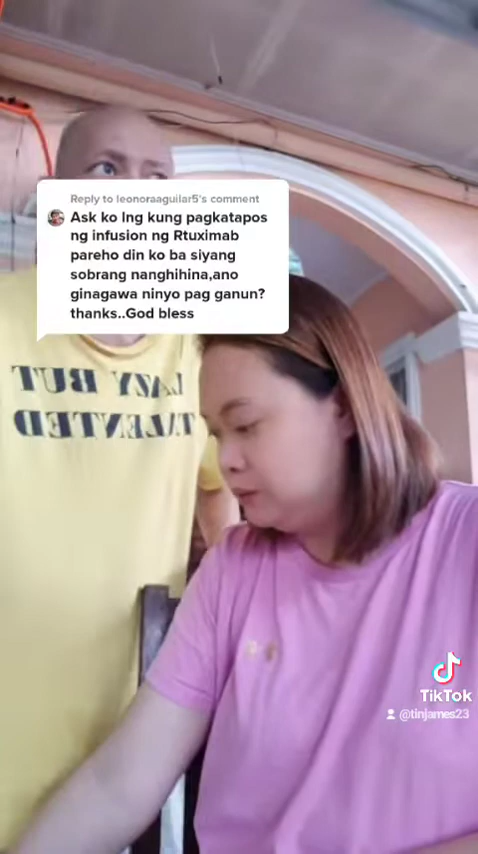 Reply to leonoraaguilar5's comment
Ask ko lng kung pagkatapos
ng infusion ng Rtuximab
pareho din ko ba siyang
sobrang nanghihina,ano
ginagawa ninyo pag ganun?
thanks..God bless
LAZY BUT
TALENTED
TikTok
@tinjames23